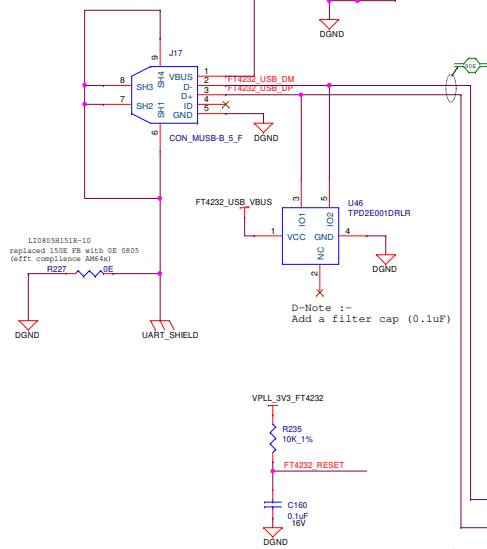 DGND
J17
9
SH4
8
SH3
VBUS
1
D-
2
FT4232_USB_DM
90E
D+
3
FT4232_USB_DP
7
SH2
ID
4
SH1
GND
5
6
CON_MUSB-B_5_F
DGND
FT4232_USB_VBUS
3
5
U46
TPD2E001DRLR
IO1
IO2
1
VCC
GND
4
NC
2
DGND
LI0805H151R-10
replaced 150E FB with 0E 0805
(efft complience AM64x)
R227
0E
DGND
UART_SHIELD
D-Note :-
Add a filter cap (0.1uF)
VPLL_3V3_FT4232
R235
10K_1%
FT4232_RESET
C160
0.1uF
16V
DGND